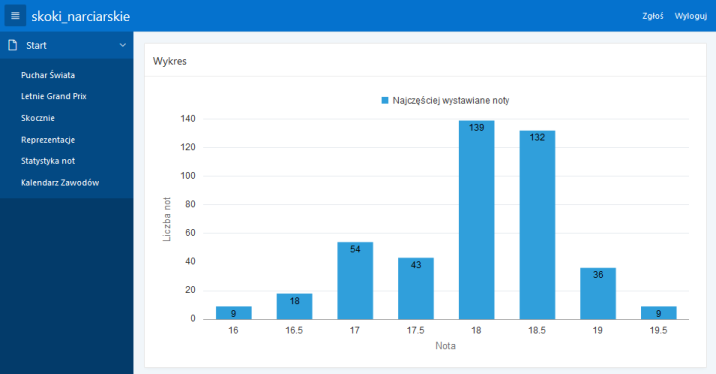 skoki_narciarskie
Zgłoś Wyloguj
Start
Puchar Świata
Letnie Grand Prix
Skocznie
Reprezentacje
Statystyka not
Kalendarz Zawodów
Wykres
Najczęściej wystawiane noty
Liczba not
140
120
100
80
60
40
20
0
9
18
54
43
139
132
36
9
16 16.5 17 17.5 18 18.5 19 19.5
Nota